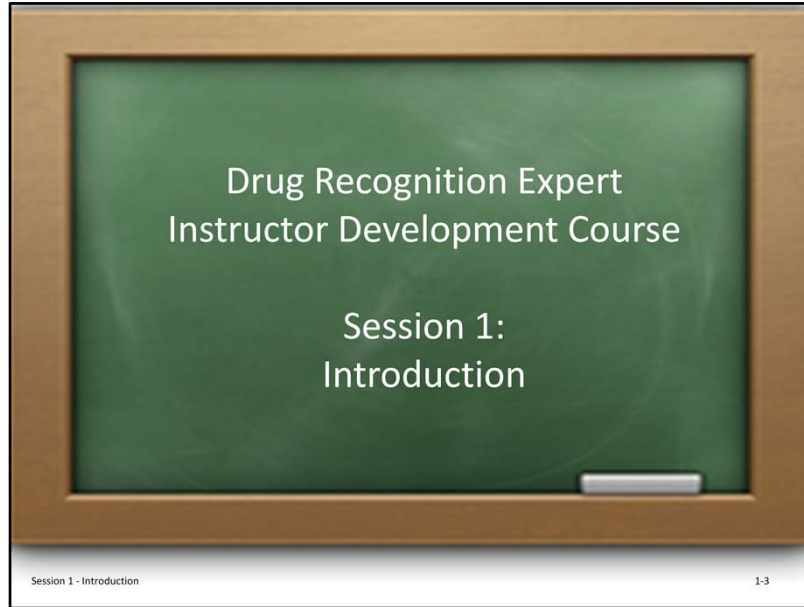 Drug Recognition Expert
Instructor Development Course
Session 1:
Introduction
Session 1 - Introduction
1-3